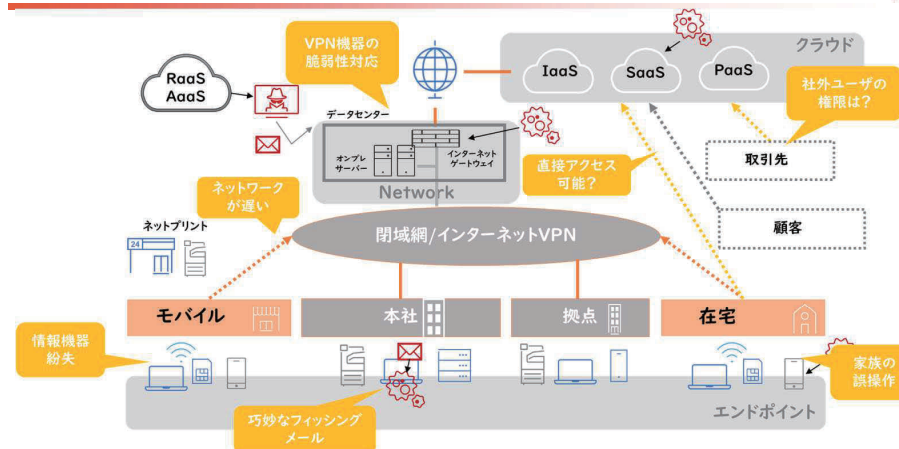 VPN機器の
脆弱性対応
クラウド
IaaS
SaaS
PaaS
RaaS
AaaS
社外ユーザの
権限は?
データセンター
オンプレ
サーバー
インターネット
ゲートウェイ
Network
直接アクセス
可能?
取引先
ネットワーク
が遅い
顧客
ネットプリント
24
閉域網/インターネットVPN
モバイル
本社
拠点
在宅
情報機器
紛失
家族の
誤操作
巧妙なフィッシング
メール
エンドポイント